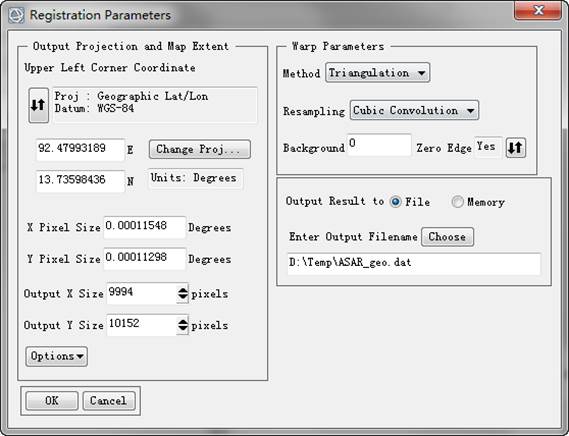 Registration Parameters
Output Projection and Map Extent
Upper Left Corner Coordinate
Proj : Geographic Lat/Lon
Datum: WGS-84
92.47993189 E Change Proj...
13.73598436 N Units: Degrees
X Pixel Size 0.00011548 Degrees
Y Pixel Size 0.00011298 Degrees
Output X Size 9994 pixels
Output Y Size 10152 pixels
Options
OK Cancel
Warp Parameters
Method Triangulation
Resampling Cubic Convolution
Background 0 Zero Edge Yes
Output Result to File Memory
Enter Output Filename Choose
D:\Temp\ASAR_geo.dat